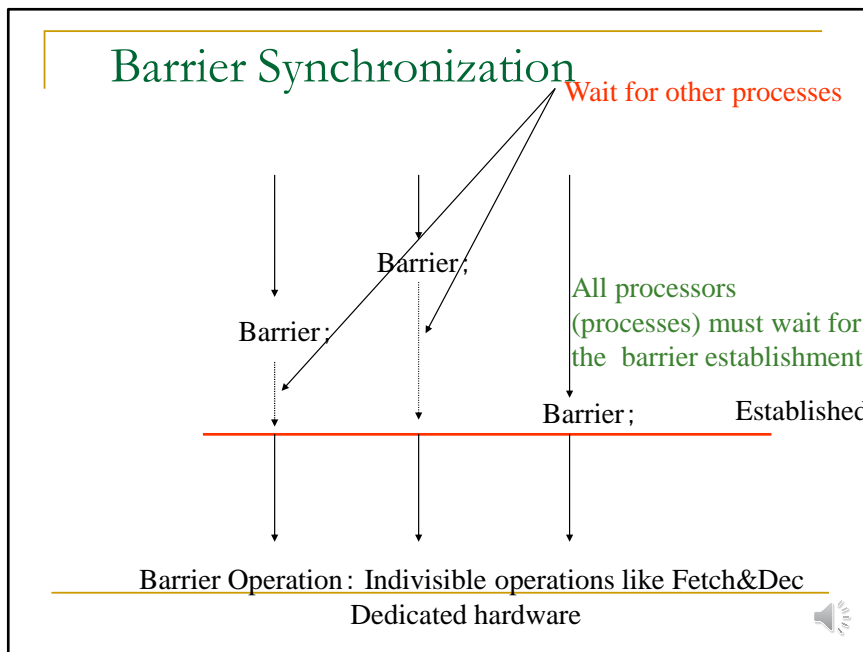 Barrier Synchronization
Wait for other processes
Barrier；
All processors
(processes) must wait for
the  barrier establishment
Barrier；
Barrier；
Established
Barrier Operation：Indivisible operations like Fetch&Dec
Dedicated hardware